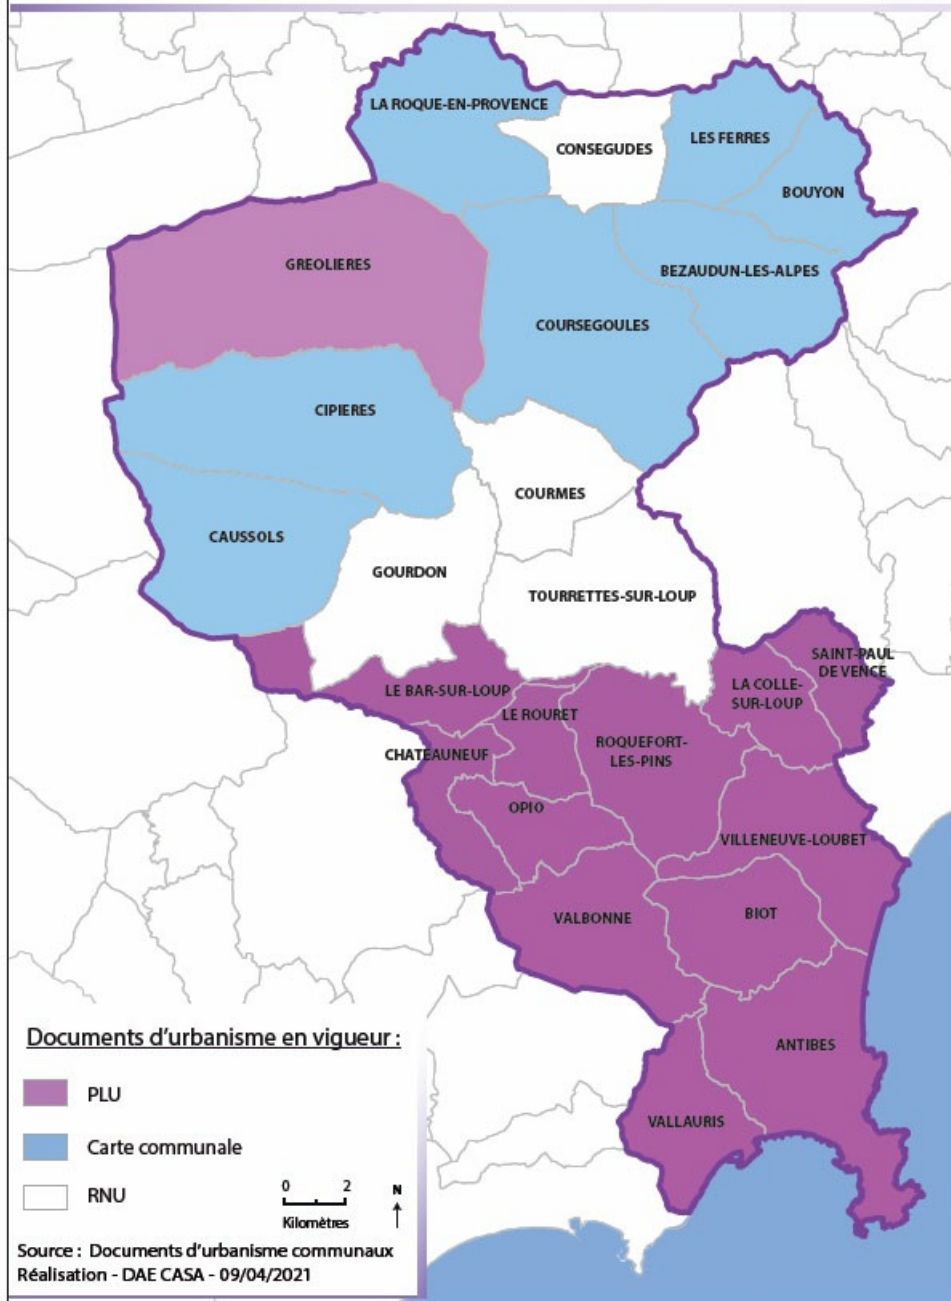 LA ROQUE-EN-PROVENCE
CONSEGUDES
LES FERRES
BOUYON
GREOLIERES
BEZAUDUN-LES-ALPES
COURSEGOULES
CIPIERES
COURMES
CAUSSOLS
GOURDON
TOURRETTES-SUR-LOUP
SAINT-PAUL
DE VENCE
LE BAR-SUR-LOUP
LA COLLE-
SUR-LOUP
LE ROURET
CHATEAUNEUF
ROQUEFORT-
LES-PINS
OPIO
VILLENEUVE-LOUBET
VALBONNE
BIOT
ANTIBES
VALLAURIS
Documents d'urbanisme en vigueur :
PLU
Carte communale
RNU
0 2
Kilomètres
N
Source : Documents d'urbanisme communaux
Réalisation - DAE CASA - 09/04/2021